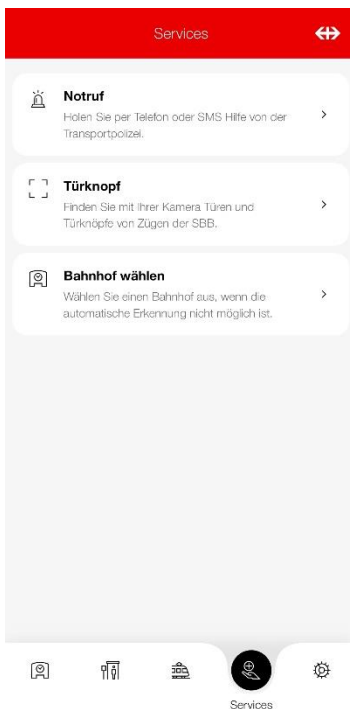 Services
Notruf
Holen Sie per Telefon oder SMS Hilfe von der
Transportpolizei.
Türknopf
Finden Sie mit Ihrer Kamera Türen und
Türknöpfe von Zügen der SBB.
Bahnhof wählen
Wählen Sie einen Bahnhof aus, wenn die
automatische Erkennung nicht möglich ist.
Services